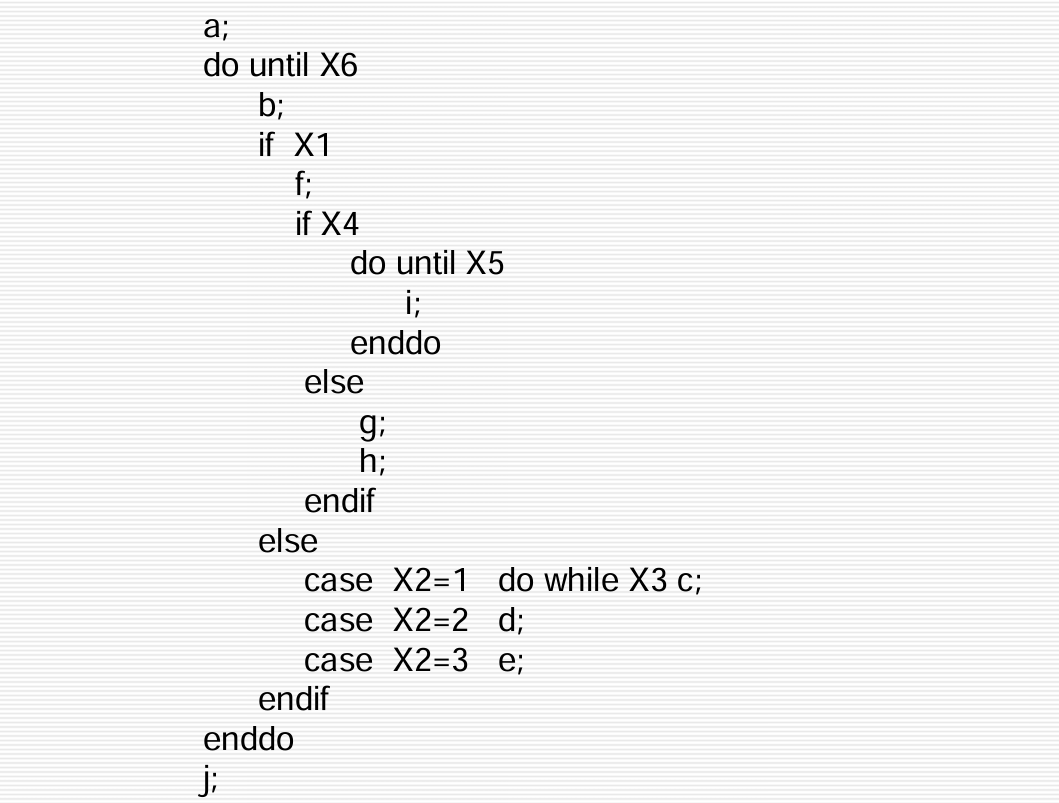 a;
do until X6
b;
if X1
f;
if X4
do until X5
i;
enddo
else
g;
h;
endif
else
case X2=1 do while X3 c;
case X2=2 d;
case X2=3 e;
endif
enddo
j;